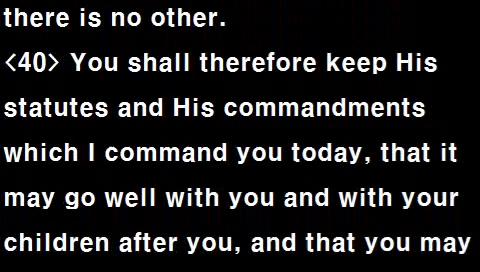 there is no other.
<40> You shall therefore keep His
statutes and His commandments
which I command you today, that it
may go well with you and with your
children after you, and that you may